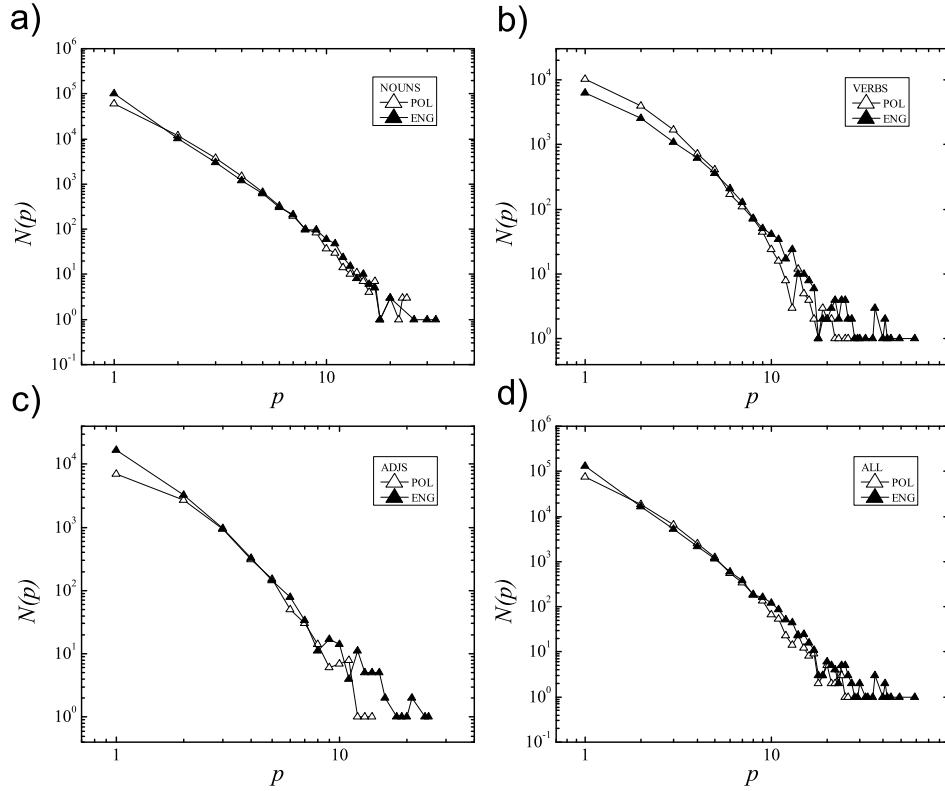 a)
10^6
10^5
10^4
10^3
10^2
10^1
10^0
10^-1
N(p)
1
10
p
NOUNS
POL
ENG
b)
10^4
10^3
10^2
10^1
10^0
N(p)
1
10
p
VERBS
POL
ENG
c)
10^4
10^3
10^2
10^1
10^0
N(p)
1
10
p
ADJS
POL
ENG
d)
10^6
10^5
10^4
10^3
10^2
10^1
10^0
10^-1
N(p)
1
10
p
ALL
POL
ENG